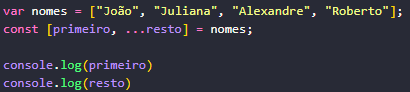 var nomes = ["João", "Juliana", "Alexandre", "Roberto"];
const [primeiro, ...resto] = nomes;
console.log(primeiro)
console.log(resto)